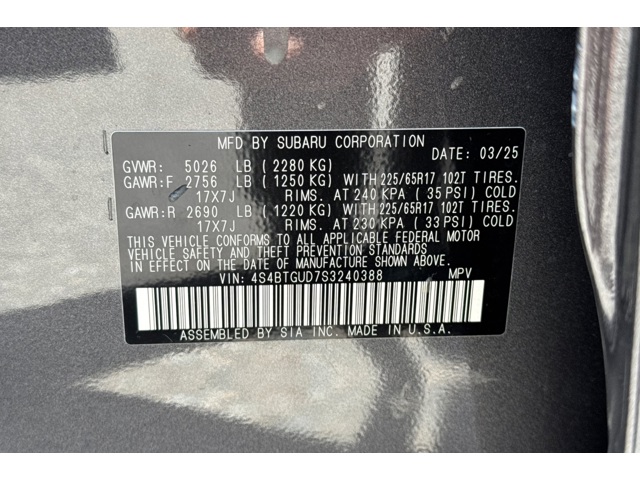 MFD BY SUBARU CORPORATION
DATE: 03/25
GVWR: 5026 LB (2280 KG)
GAWR:F 2756 LB (1250 KG) WITH 225/65R17 102T TIRES.
17X7J RIMS. AT 240 KPA (35 PSI) COLD
GAWR:R 2690 LB (1220 KG) WITH 225/65R17 102T TIRES.
17X7J RIMS. AT 230 KPA (33 PSI) COLD
THIS VEHICLE CONFORMS TO ALL APPLICABLE FEDERAL MOTOR
VEHICLE SAFETY AND THEFT PREVENTION STANDARDS
IN EFFECT ON THE DATE OF MANUFACTURE SHOWN ABOVE.
VIN: 4S4BTGUD7S3240388 MPV
ASSEMBLED BY SIA INC. MADE IN U.S.A.